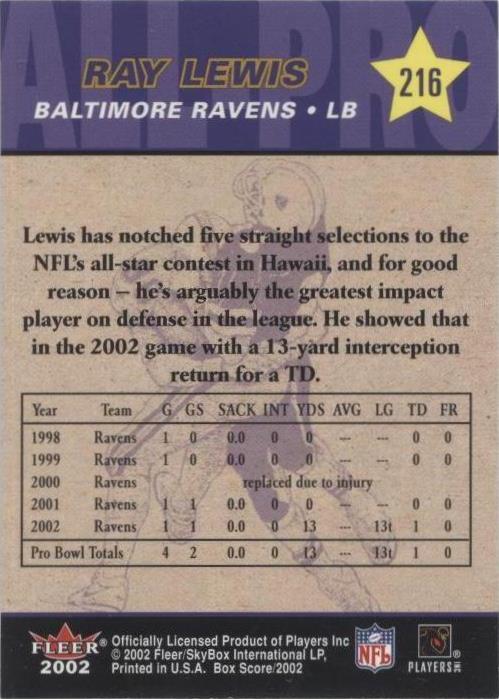 ALL PRO
RAY LEWIS
216
BALTIMORE RAVENS • LB
Lewis has notched five straight selections to the
NFL's all-star contest in Hawaii, and for good
reason – he's arguably the greatest impact
player on defense in the league. He showed that
in the 2002 game with a 13-yard interception
return for a TD.
Year Team G GS SACK INT YDS AVG LG TD FR
1998 Ravens 1 0 0.0 0 0 --- --- 0 0
1999 Ravens 1 0 0.0 0 0 --- --- 0 0
2000 Ravens replaced due to injury
2001 Ravens 1 1 0.0 0 0 --- --- 0 0
2002 Ravens 1 1 0.0 0 13 --- 13t 1 0
Pro Bowl Totals 4 2 0.0 0 13 --- 13t 1 0
FLEER®
2002
Officially Licensed Product of Players Inc
© 2002 Fleer/SkyBox International LP,
Printed in U.S.A. Box Score/2002
NFL
PLAYERS INC